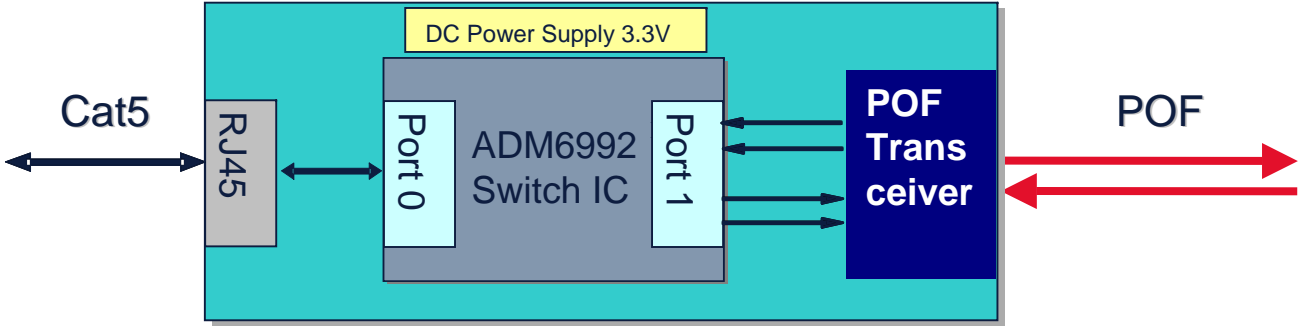 DC Power Supply 3.3V
Cat5
RJ45
Port 0
ADM6992
Switch IC
Port 1
POF
Trans
ceiver
POF